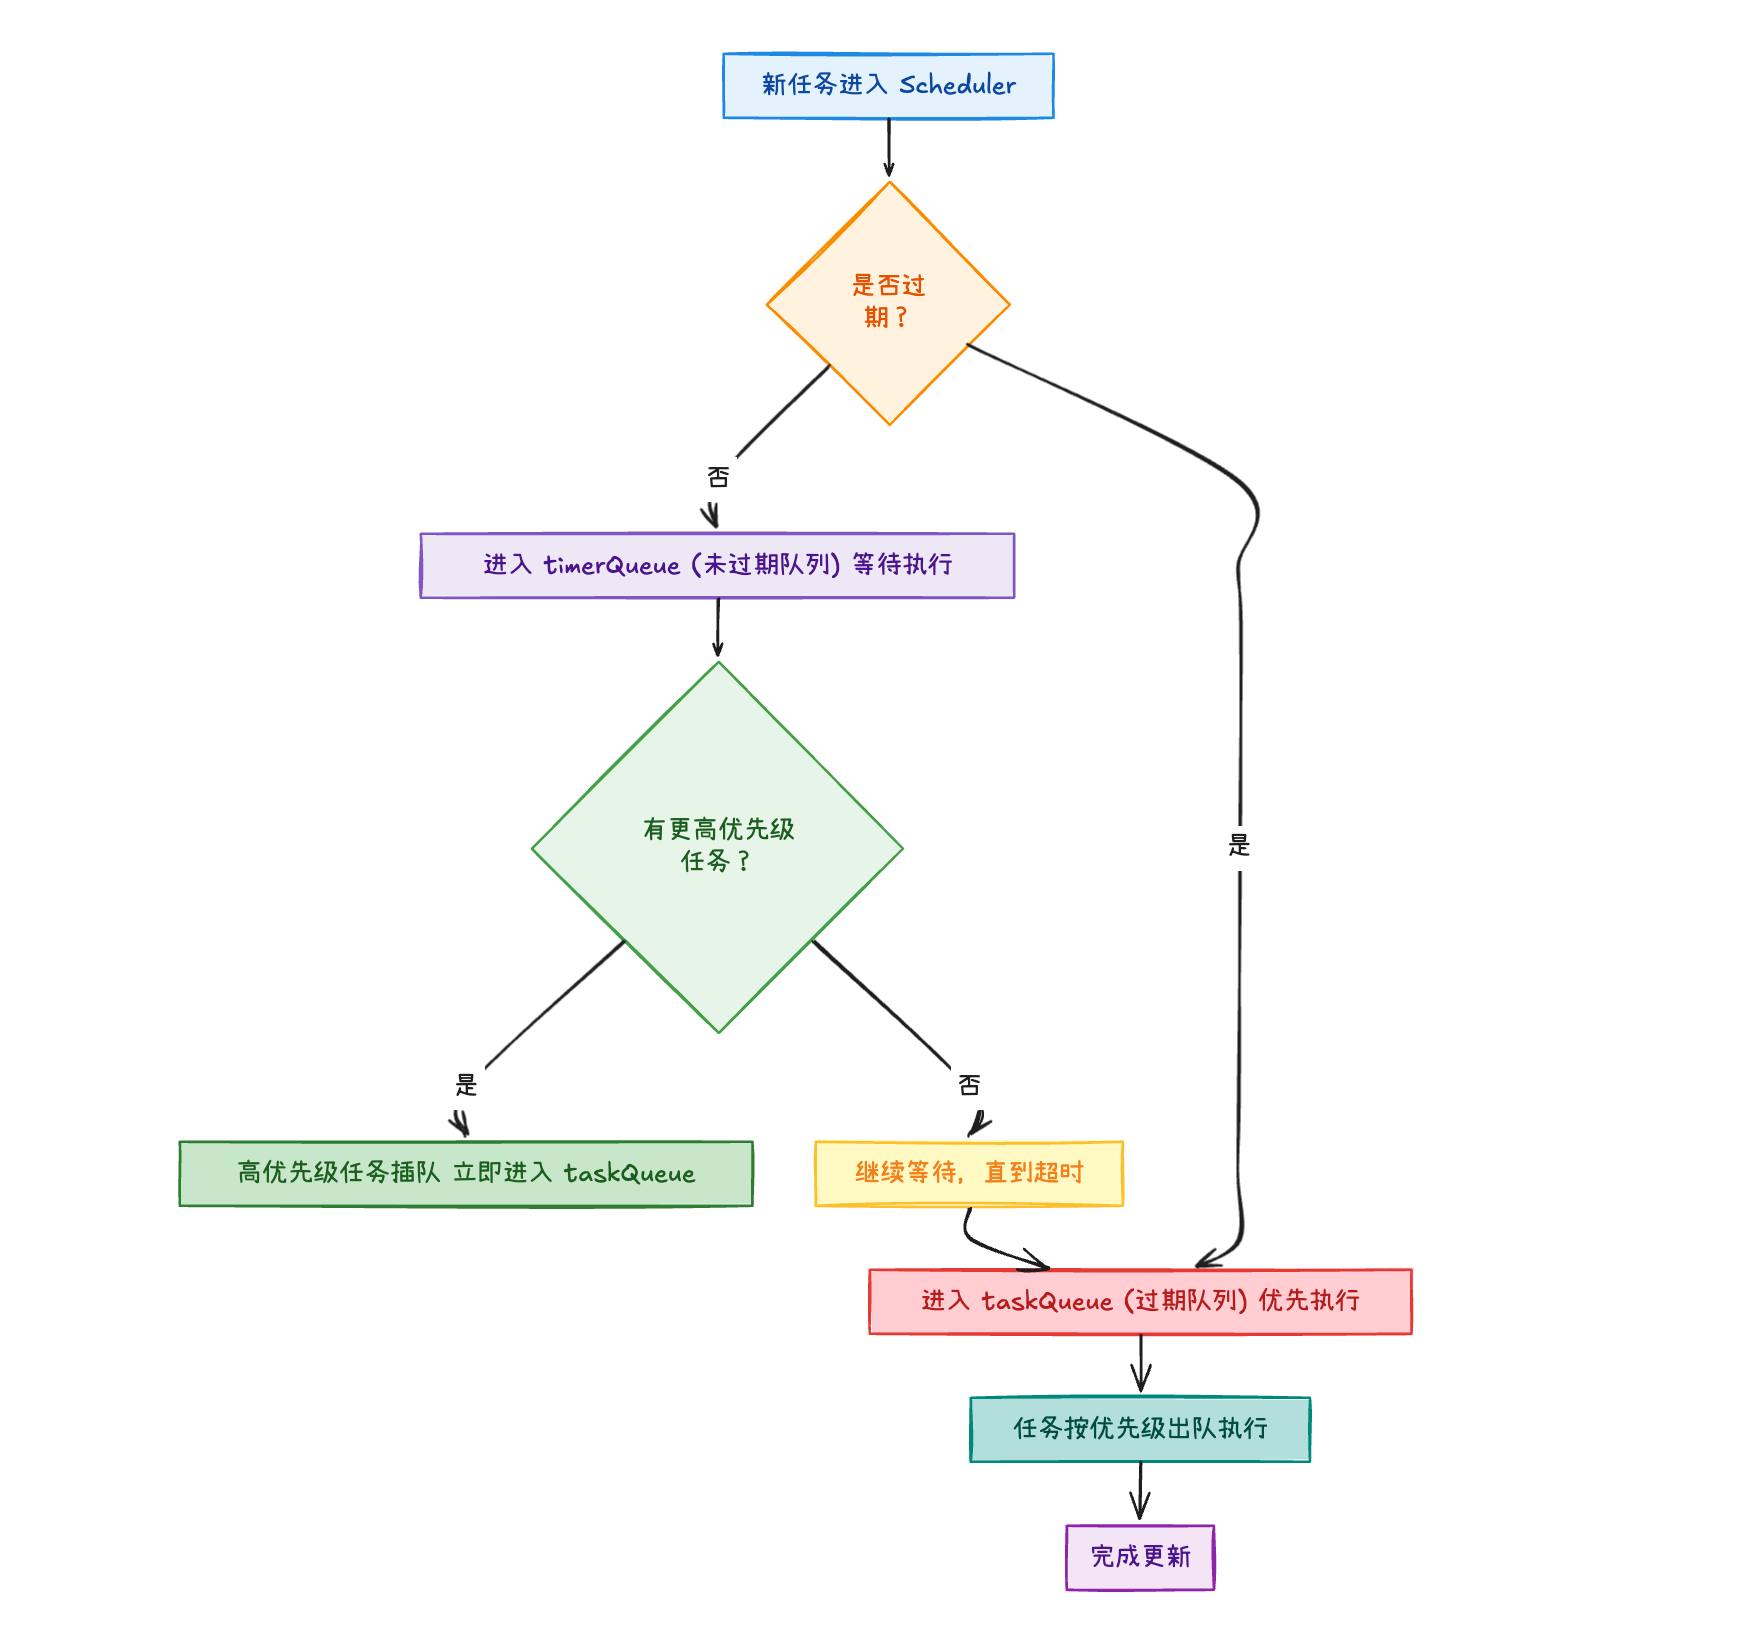 新任务进入 Scheduler
是否过
期？
否
进入 timerQueue (未过期队列) 等待执行
有更高优先级
任务？
是
是
否
高优先级任务插队 立即进入 taskQueue
继续等待，直到超时
进入 taskQueue (过期队列) 优先执行
任务按优先级出队执行
完成更新